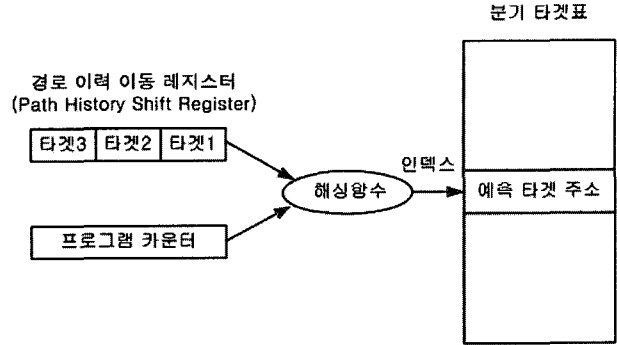 분기 타겟표
경로 이력 이동 레지스터
(Path History Shift Register)
타겟3 타겟2 타겟1
인덱스
해싱함수
예측 타겟 주소
프로그램 카운터